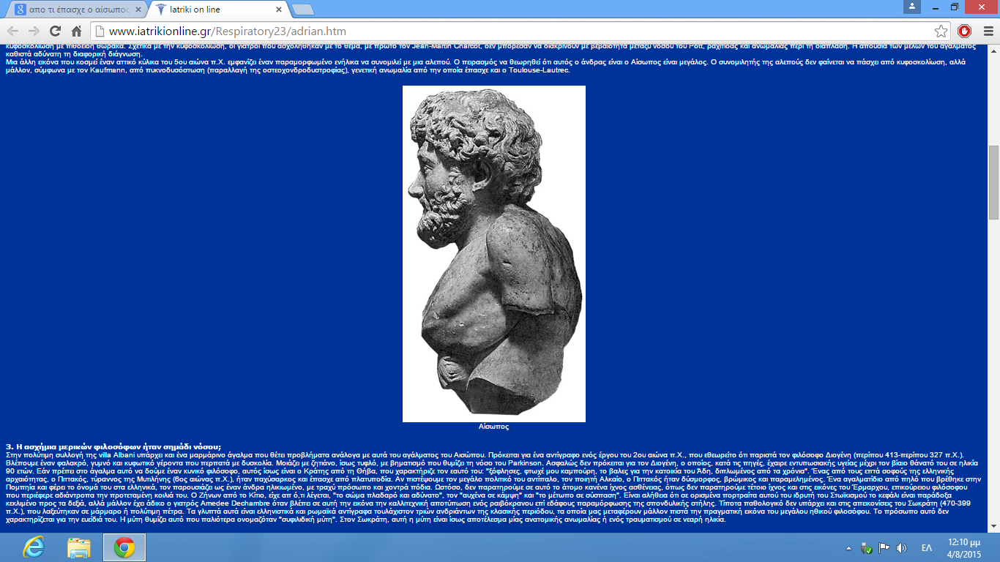 απο τι έπασχε ο αίσωπος
Iatriki on line
www.iatrikionline.gr/Respiratory23/adrian.htm
κυφοσκολίωση με πιθοειδή θώρακα. Σχετικά με την κυφοσκολίωση, οι γιατροί που ασχολήθηκαν με το θέμα, με πρώτο τον Jean-Martin Charcot, δεν μπόρεσαν να διακρίνουν με βεβαιότητα μεταξύ νόσου του Pott, ραχίτιδας και ανωμαλίας περί τη διάπλαση. Η απουσία των μελών του αγάλματος
καθιστά αδύνατη τη διαφορική διάγνωση.
Μια άλλη εικόνα που κοσμεί έναν αττικό κύλικα του 5ου αιώνα π.Χ. εμφανίζει έναν παραμορφωμένο ενήλικα να συνομιλεί με μια αλεπού. Ο πειρασμός να θεωρηθεί ότι αυτός ο άνδρας είναι ο Αίσωπος είναι μεγάλος. Ο συνομιλητής της αλεπούς δεν φαίνεται να πάσχει από κυφοσκολίωση, αλλά
μάλλον, σύμφωνα με τον Kaufmann, από πυκνοδυσόστωση (παραλλαγή της οστεοχονδροδυστροφίας), γενετική ανωμαλία από την οποία έπασχε και ο Toulouse-Lautrec.
Αίσωπος
3. Η ασχήμια μερικών φιλοσόφων ήταν σημάδι νόσου;
Στην πολύτιμη συλλογή της villa Albani υπάρχει και ένα μαρμάρινο άγαλμα που θέτει προβλήματα ανάλογα με αυτά του αγάλματος του Αισώπου. Πρόκειται για ένα αντίγραφο ενός έργου του 2ου αιώνα π.Χ., που εθεωρείτο ότι παριστά τον φιλόσοφο Διογένη (περίπου 413-περίπου 327 π.Χ.).
Βλέπουμε έναν φαλακρό, γυμνό και κυφωτικό γέροντα που περπατά με δυσκολία. Μοιάζει με ζητιάνο, ίσως τυφλό, με βηματισμό που θυμίζει τη νόσο του Parkinson. Ασφαλώς δεν πρόκειται για τον Διογένη, ο οποίος, κατά τις πηγές, έχαιρε εντυπωσιακής υγείας μέχρι τον βίαιο θάνατό του σε ηλικία
90 ετών. Εάν πρέπει στο άγαλμα αυτό να δούμε έναν κυνικό φιλόσοφο, αυτός ίσως είναι ο Κράτης από τη Θήβα, που χαρακτήριζε τον εαυτό του: "ξόφλησες, φτωχέ μου καμπούρη, το βαλες για την κατοικία του Άδη, διπλωμένος από τα χρόνια". Ένας από τους επτά σοφούς της ελληνικής
αρχαιότητας, ο Πιττακός, τύραννος της Μυτιλήνης (6ος αιώνας π.Χ.), ήταν παχύσαρκος και έπασχε από πλατυποδία. Αν πιστέψουμε τον μεγάλο πολιτικό του αντίπαλο, τον ποιητή Αλκαίο, ο Πιττακός ήταν δύσμορφος, βρώμικος και παραμελημένος. Ένα αγαλματίδιο από πηλό που βρέθηκε στην
Πομπηία και φέρει το όνομά του στα ελληνικά, τον παρουσιάζει ως έναν άνδρα ηλικιωμένο, με τραχύ πρόσωπο και χοντρά πόδια. Ωστόσο, δεν παρατηρούμε σε αυτό το άτομο κανένα ίχνος ασθένειας, όπως δεν παρατηρούμε τέτοιο ίχνος και στις εικόνες του Έρμαρχου, επικούρειου φιλοσόφου
που περιέφερε αδιάντροπα την προτεταμένη κοιλιά του. Ο Ζήνων από το Κίτιο, είχε απ' ό,τι λέγεται, "το σώμα πλαδαρό και αδύνατο", τον "αυχένα σε κάμψη" και "το μέτωπο σε σύσπαση". Είναι αλήθεια ότι σε ορισμένα πορτραίτα αυτού του ιδρυτή του Στωϊκισμού το κεφάλι είναι παράδοξα
κεκλιμένο προς τα δεξιά, αλλά μάλλον έχει άδικο ο γιατρός Amedee Dechambre όταν βλέπει σε αυτή την εικόνα την καλλιτεχνική αποτύπωση ενός ραιβόκρανου επί εδάφους παραμόρφωσης της σπονδυλικής στήλης. Τίποτα παθολογικό δεν υπάρχει και στις απεικονίσεις του Σωκράτη (470-399
π.Χ.), που λαξεύτηκαν σε μάρμαρο ή πολύτιμη πέτρα. Τα γλυπτά αυτά είναι ελληνιστικά και ρωμαϊκά αντίγραφα τουλάχιστον τριών ανδριάντων της κλασικής περιόδου, τα οποία μας μεταφέρουν μάλλον πιστά την πραγματική εικόνα του μεγάλου ηθικού φιλοσόφου. Το πρόσωπο αυτό δεν
χαρακτηρίζεται για την ευειδία του. Η μύτη θυμίζει αυτό που παλιότερα ονομαζόταν "συφιλιδική μύτη". Στον Σωκράτη, αυτή η μύτη είναι ίσως αποτέλεσμα μίας ανατομικής ανωμαλίας ή ενός τραυματισμού σε νεαρή ηλικία.
ΕΛ
12:10 μμ
4/8/2015